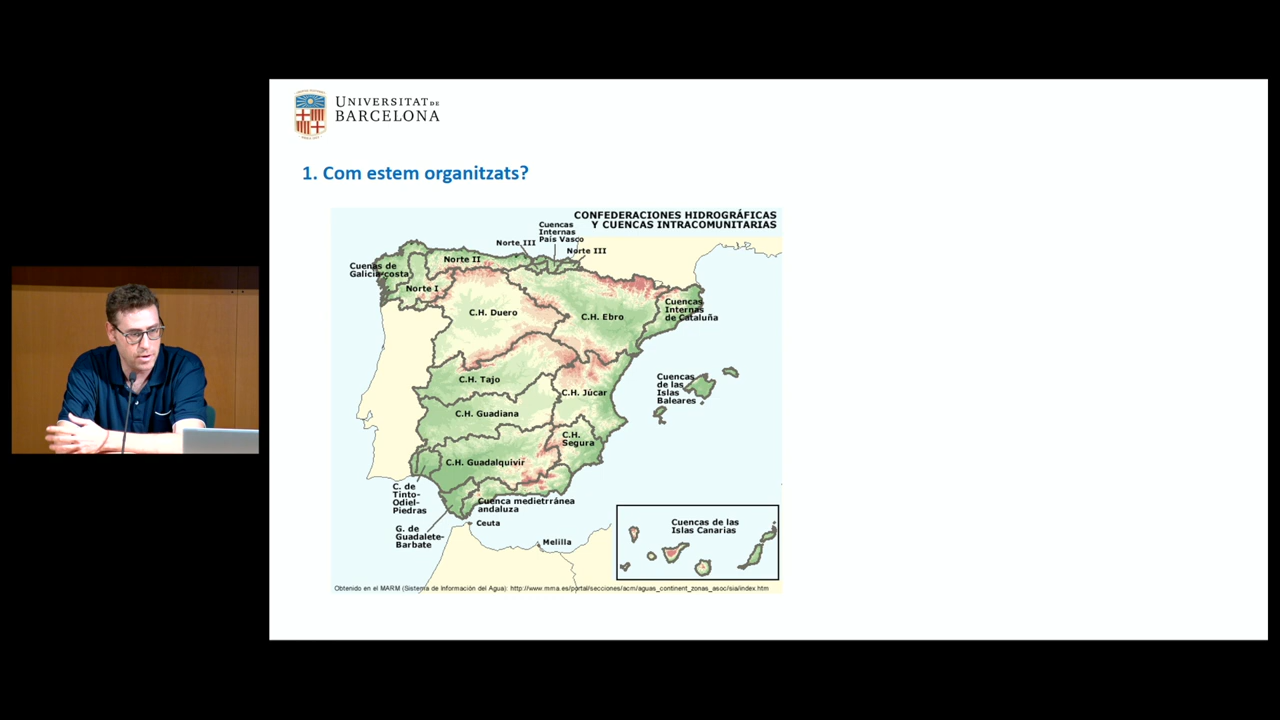 UNIVERSITAT DE
BARCELONA
1. Com estem organitzats?
CONFEDERACIONES HIDROGRÁFICAS
Y CUENCAS INTRACOMUNITARIAS
Cuencas
Internas
País Vasco
Norte III
Norte III
Norte II
Cuenas de
Galicia costa
Norte I
C.H. Duero
C.H. Ebro
Cuencas
Internas
de Cataluña
C.H. Tajo
Cuencas
de las
Islas
Baleares
C.H. Júcar
C.H. Guadiana
C.H.
Segura
C.H. Guadalquivir
C. de
Tinto-
Odiel-
Piedras
Cuenca medietrránea
andaluza
G. de
Guadalete-
Barbate
Ceuta
Melilla
Cuencas de las
Islas Canarias
Obtenido en el MARM (Sistema de Información del Agua): http://www.mma.es/portal/secciones/acm/aguas_continent_zonas_asoc/sia/index.htm